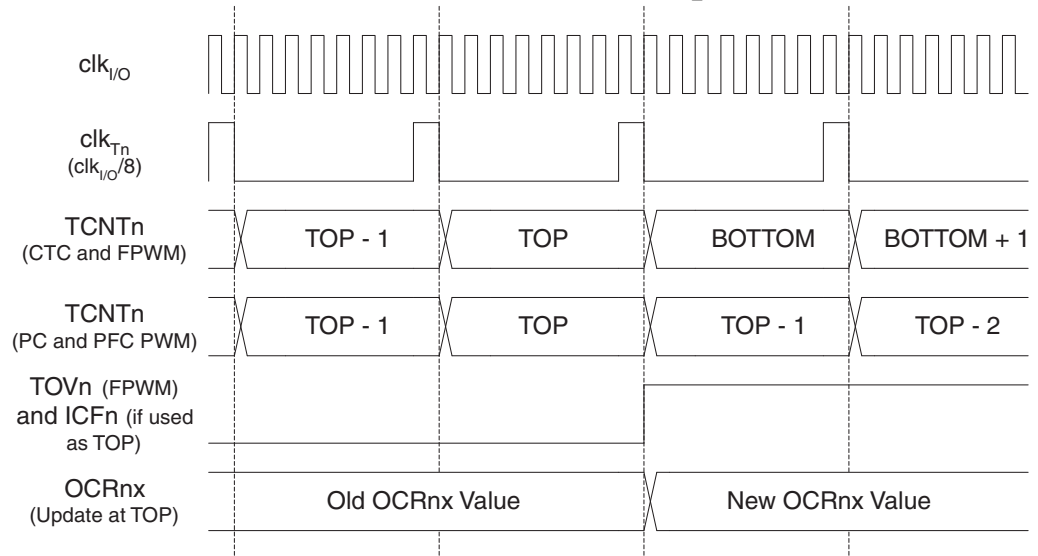 clkI/O
clkTn
(clkI/O/8)
TCNTn
(CTC and FPWM)
TOP - 1
TOP
BOTTOM
BOTTOM + 1
TCNTn
(PC and PFC PWM)
TOP - 1
TOP
TOP - 1
TOP - 2
TOVn (FPWM)
and ICFn (if used
as TOP)
OCRnx
(Update at TOP)
Old OCRnx Value
New OCRnx Value